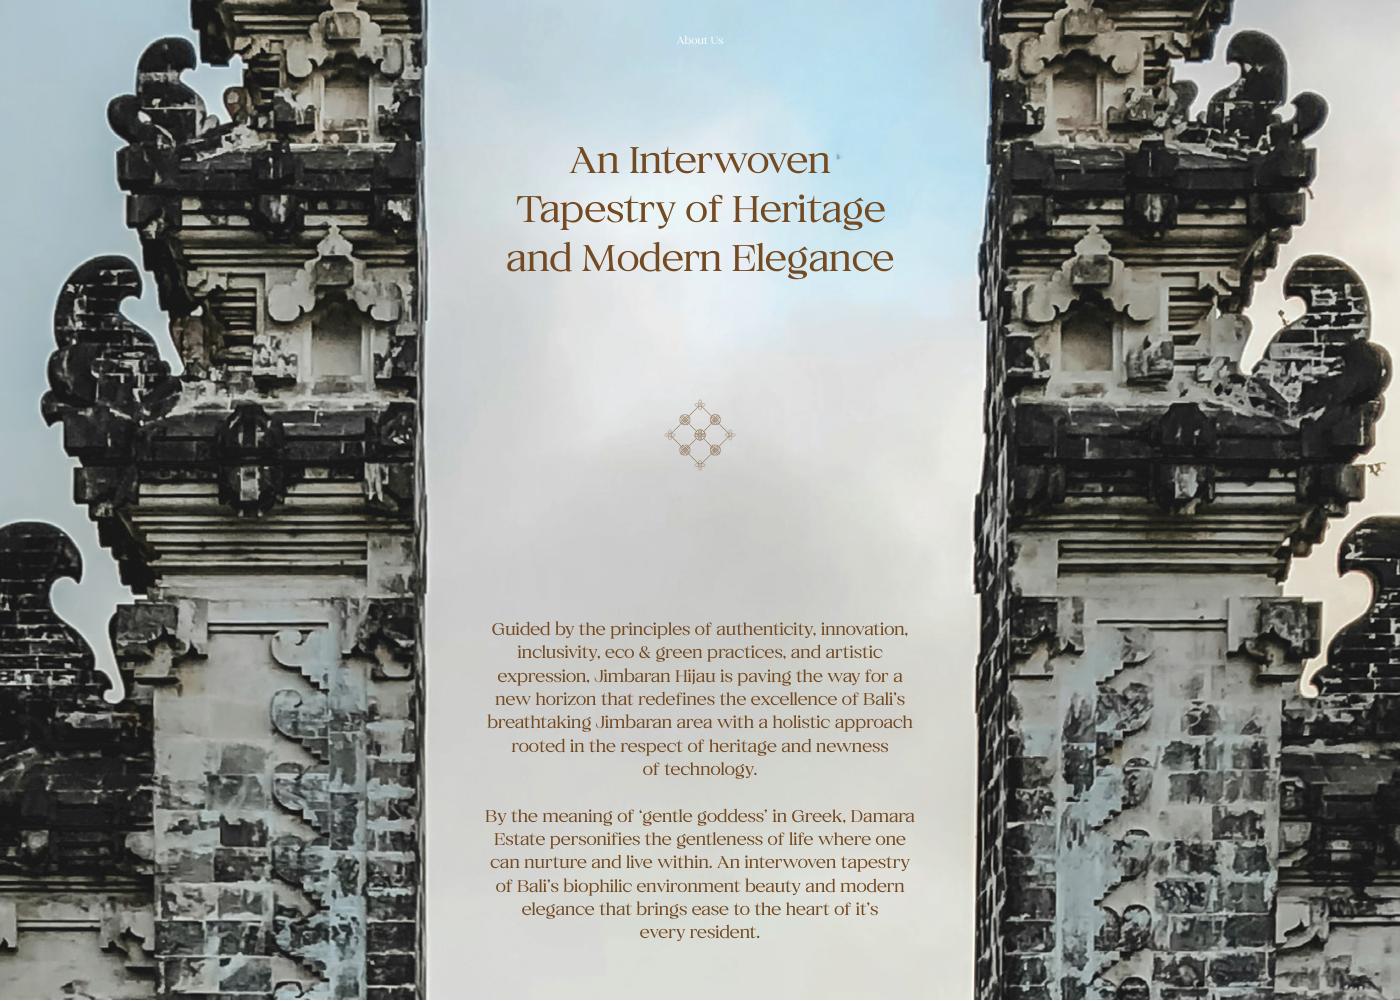 About Us
An Interwoven
Tapestry of Heritage
and Modern Elegance
Guided by the principles of authenticity, innovation,
inclusivity, eco & green practices, and artistic
expression, Jimbaran Hijau is paving the way for a
new horizon that redefines the excellence of Bali's
breathtaking Jimbaran area with a holistic approach
rooted in the respect of heritage and newness
of technology.
By the meaning of ‘gentle goddess’ in Greek, Damara
Estate personifies the gentleness of life where one
can nurture and live within. An interwoven tapestry
of Bali’s biophilic environment beauty and modern
elegance that brings ease to the heart of it’s
every resident.